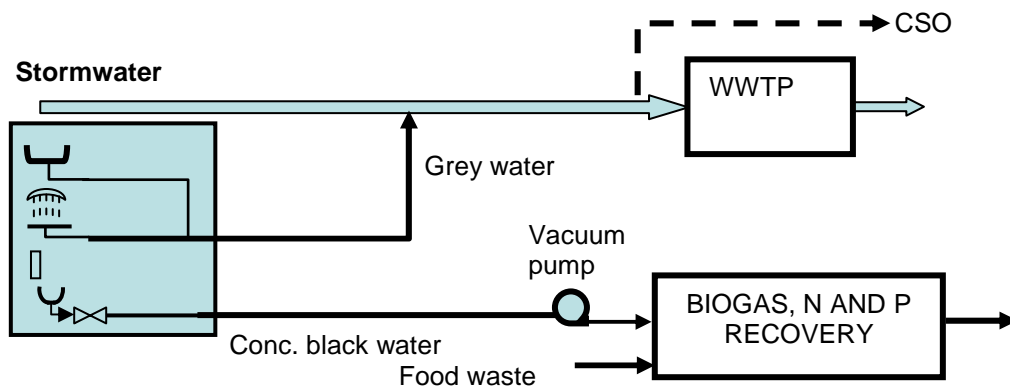 CSO
Stormwater
WWTP
Grey water
Vacuum
pump
BIOGAS, N AND P
RECOVERY
Conc. black water
Food waste